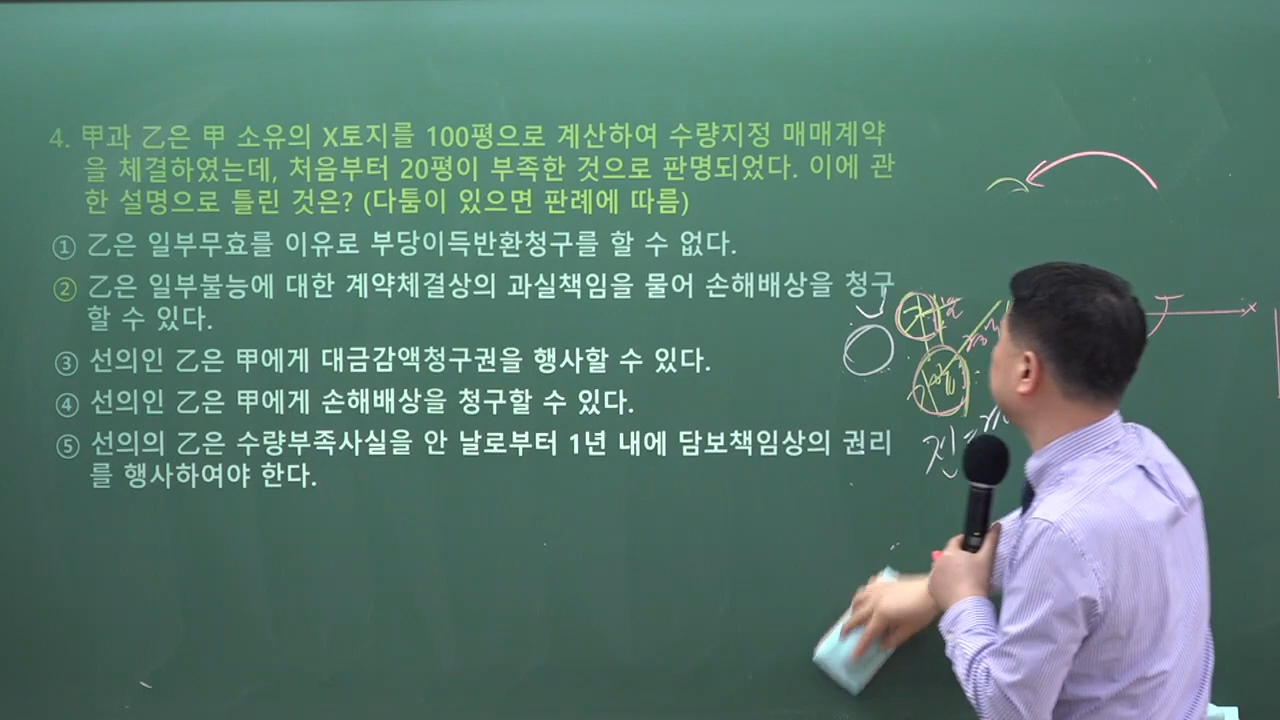 4. 甲과 乙은 甲 소유의 X토지를 100평으로 계산하여 수량지정 매매계약
을 체결하였는데, 처음부터 20평이 부족한 것으로 판명되었다. 이에 관
한 설명으로 틀린 것은? (다툼이 있으면 판례에 따름)
① 乙은 일부무효를 이유로 부당이득반환청구를 할 수 없다.
② 乙은 일부불능에 대한 계약체결상의 과실책임을 물어 손해배상을 청구
할 수 있다.
③ 선의인 乙은 甲에게 대금감액청구권을 행사할 수 있다.
④ 선의인 乙은 甲에게 손해배상을 청구할 수 있다.
⑤ 선의의 乙은 수량부족사실을 안 날로부터 1년 내에 담보책임상의 권리
를 행사하여야 한다.